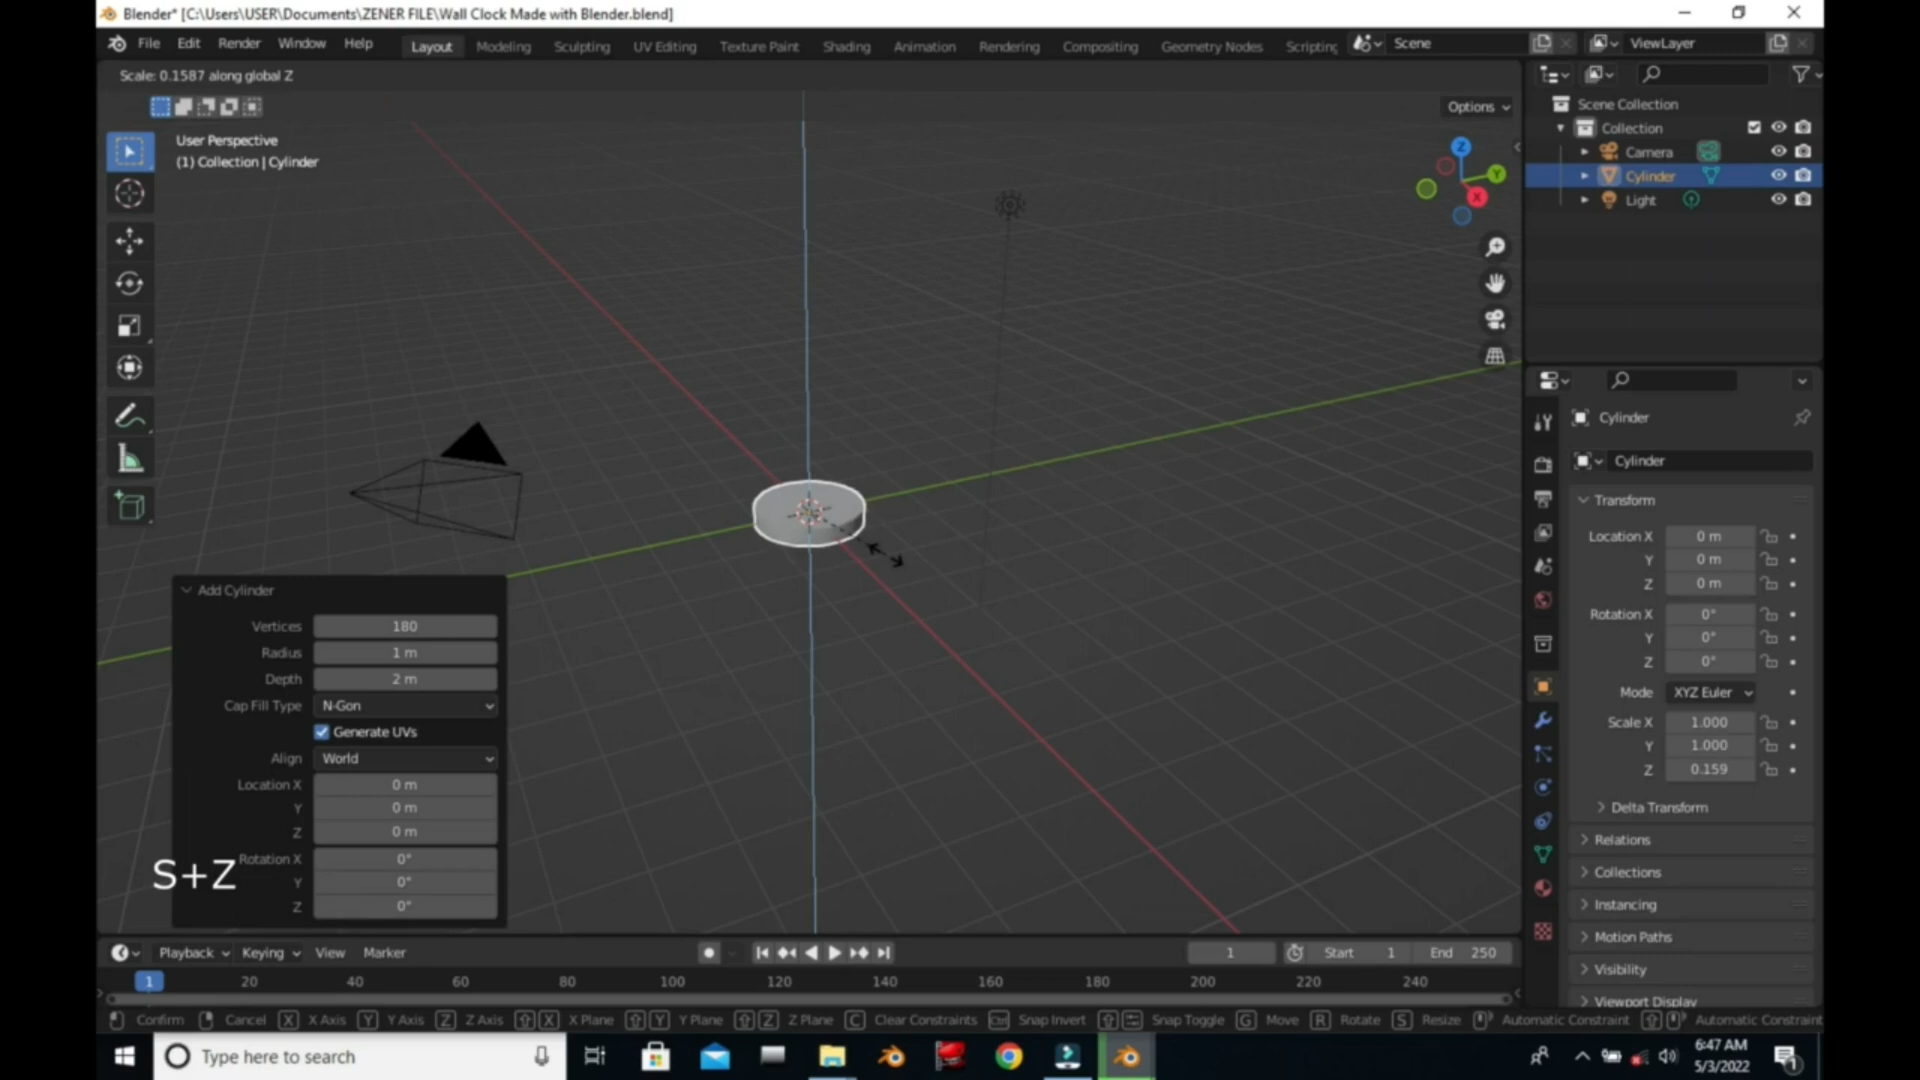 Blender* [C:\Users\USER\Documents\ZENER FILE\Wall Clock Made with Blender.blend]
File Edit Render Window Help Layout Modeling Sculpting UV Editing Texture Paint Shading Animation Rendering Compositing Geometry Nodes Scripting Scene ViewLayer
Scale: 0.1587 along global Z
Options
User Perspective
(1) Collection | Cylinder
Z
Y
X
Scene Collection
Collection
Camera
Cylinder
Light
Cylinder
Cylinder
Transform
Location X 0 m
Y 0 m
Z 0 m
Rotation X 0°
Y 0°
Z 0°
Mode XYZ Euler
Scale X 1.000
Y 1.000
Z 0.159
Delta Transform
Relations
Collections
Instancing
Motion Paths
Visibility
Viewport Display
Add Cylinder
Vertices 180
Radius 1 m
Depth 2 m
Cap Fill Type N-Gon
Generate UVs
Align World
Location X 0 m
Y 0 m
Z 0 m
Rotation X 0°
Y 0°
Z 0°
S+Z
Playback Keying View Marker 1 Start 1 End 250
1 20 40 60 80 100 120 140 160 180 200 220 240
Confirm Cancel X X Axis Y Y Axis Z Z Axis X X Plane Y Y Plane Z Z Plane C Clear Constraints Ctrl Snap Invert Snap Toggle G Move R Rotate S Resize Automatic Constraint Automatic Constraint
Type here to search
6:47 AM
5/3/2022
1